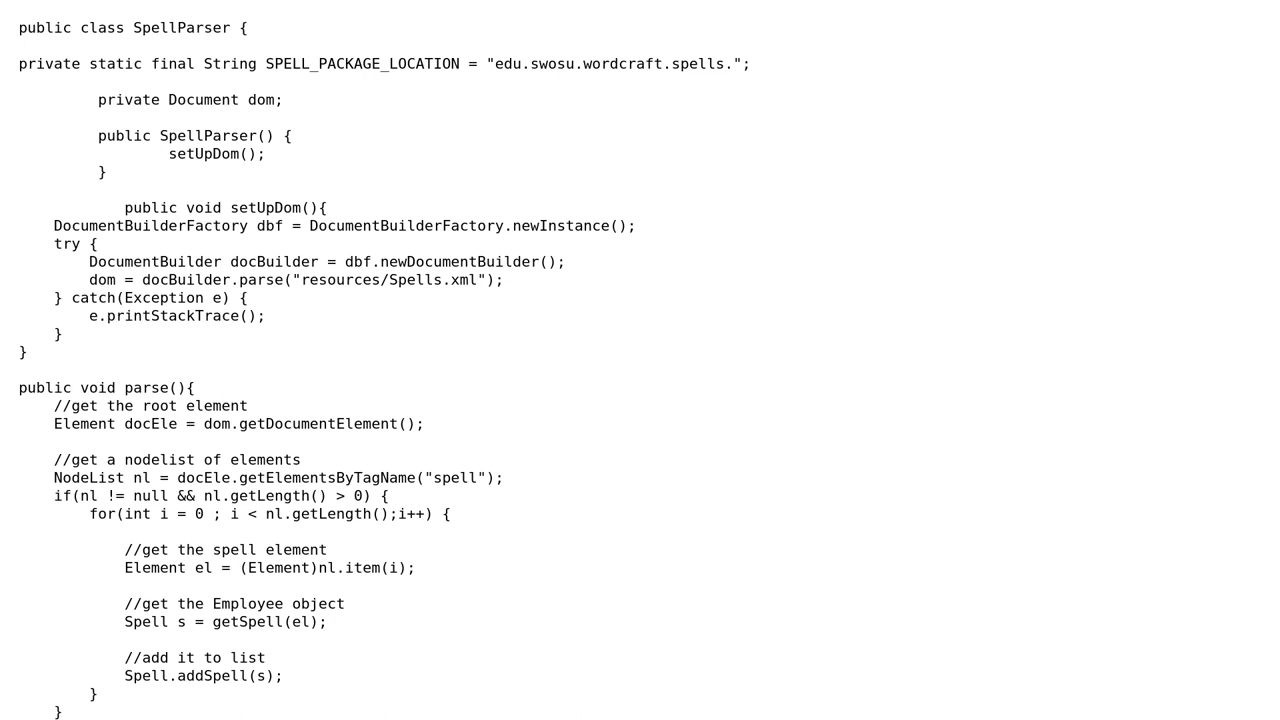 public class SpellParser {

private static final String SPELL_PACKAGE_LOCATION = "edu.swosu.wordcraft.spells.";

         private Document dom;

         public SpellParser() {
                 setUpDom();
         }

            public void setUpDom(){
    DocumentBuilderFactory dbf = DocumentBuilderFactory.newInstance();
    try {
        DocumentBuilder docBuilder = dbf.newDocumentBuilder();
        dom = docBuilder.parse("resources/Spells.xml");
    } catch(Exception e) {
        e.printStackTrace();
    }
}

public void parse(){
    //get the root element
    Element docEle = dom.getDocumentElement();

    //get a nodelist of elements
    NodeList nl = docEle.getElementsByTagName("spell");
    if(nl != null && nl.getLength() > 0) {
        for(int i = 0 ; i < nl.getLength();i++) {

            //get the spell element
            Element el = (Element)nl.item(i);

            //get the Employee object
            Spell s = getSpell(el);

            //add it to list
            Spell.addSpell(s);
        }
    }